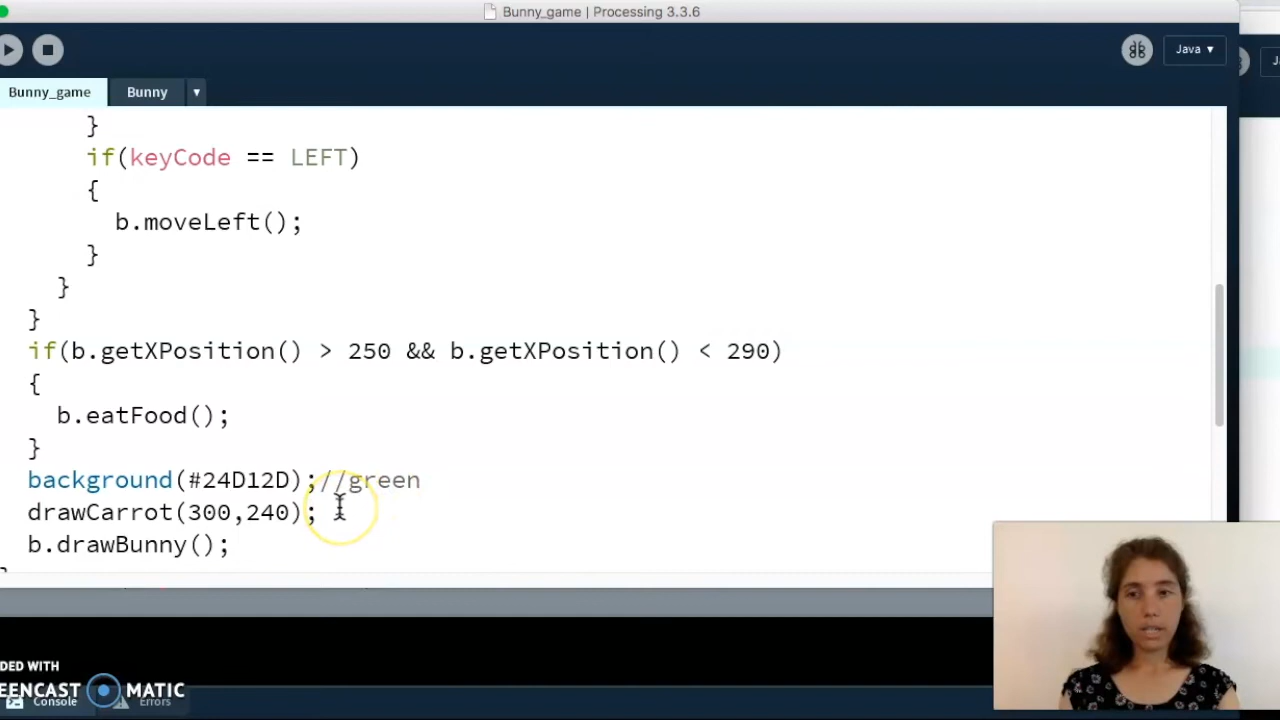 Bunny_game | Processing 3.3.6
Java ▾
Bunny_game Bunny ▾
}
if(keyCode == LEFT)
{
b.moveLeft();
}
}
}
if(b.getXPosition() > 250 && b.getXPosition() < 290)
{
b.eatFood();
}
background(#24D12D);//green
drawCarrot(300,240);
b.drawBunny();
DED WITH
EENCAST MATIC
Console Errors